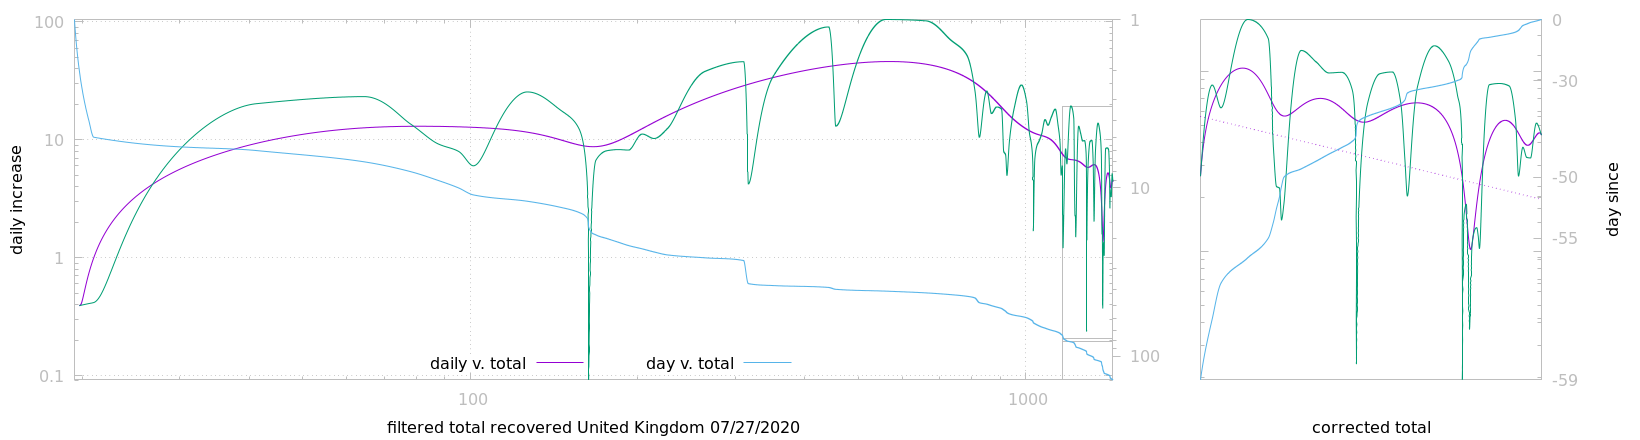 100
10
1
0.1
daily increase
daily v. total
day v. total
100
1000
filtered total recovered United Kingdom 07/27/2020
1
10
100
0
-30
-50
-55
-59
day since
corrected total